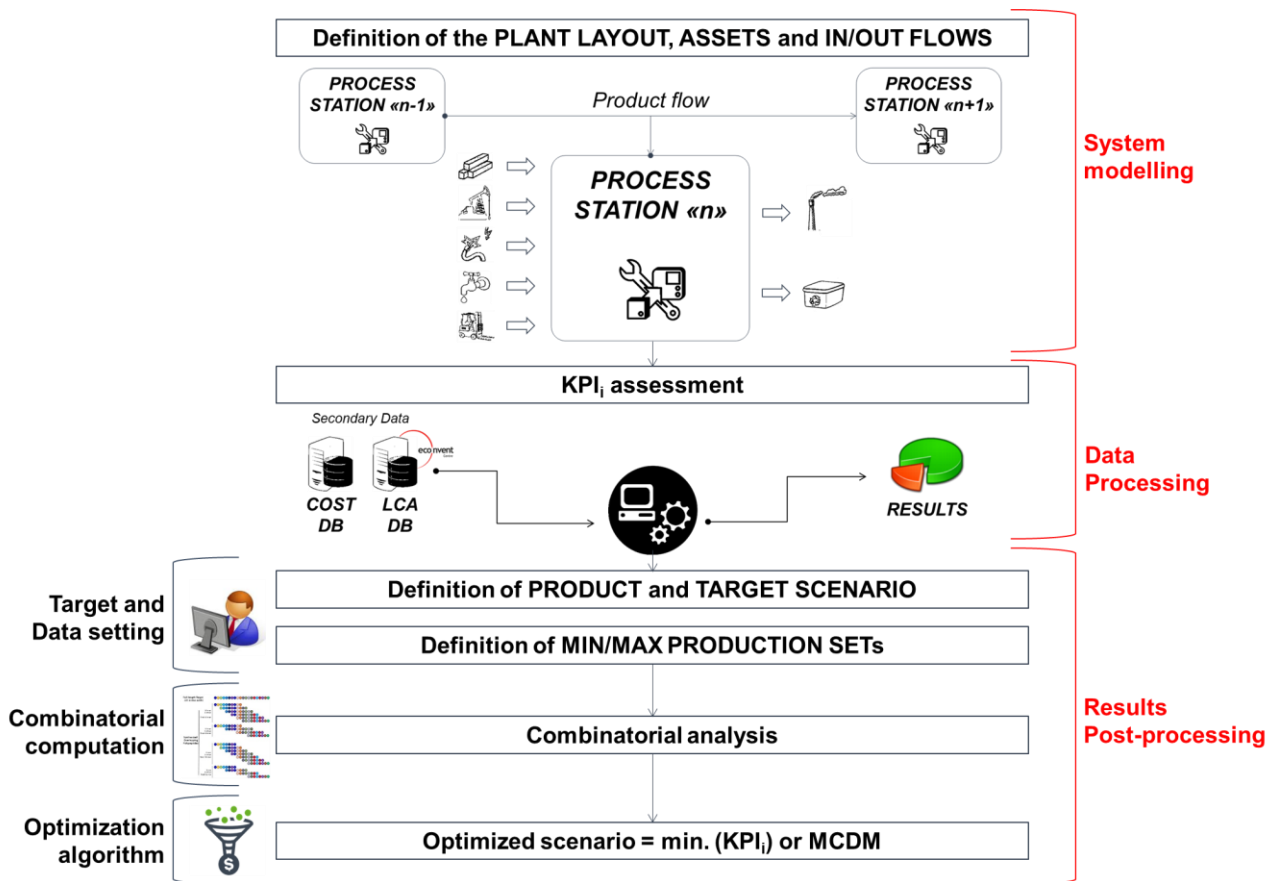 Definition of the PLANT LAYOUT, ASSETS and IN/OUT FLOWS
PROCESS
STATION «n-1»
Product flow
PROCESS
STATION «n+1»
PROCESS
STATION «n»
System
modelling
KPIi assessment
Secondary Data
ecoinvent
COST
DB
LCA
DB
RESULTS
Data
Processing
Target and
Data setting
Definition of PRODUCT and TARGET SCENARIO
Definition of MIN/MAX PRODUCTION SETs
Combinatorial
computation
Combinatorial analysis
Results
Post-processing
Optimization
algorithm
$
Optimized scenario = min. (KPIi) or MCDM